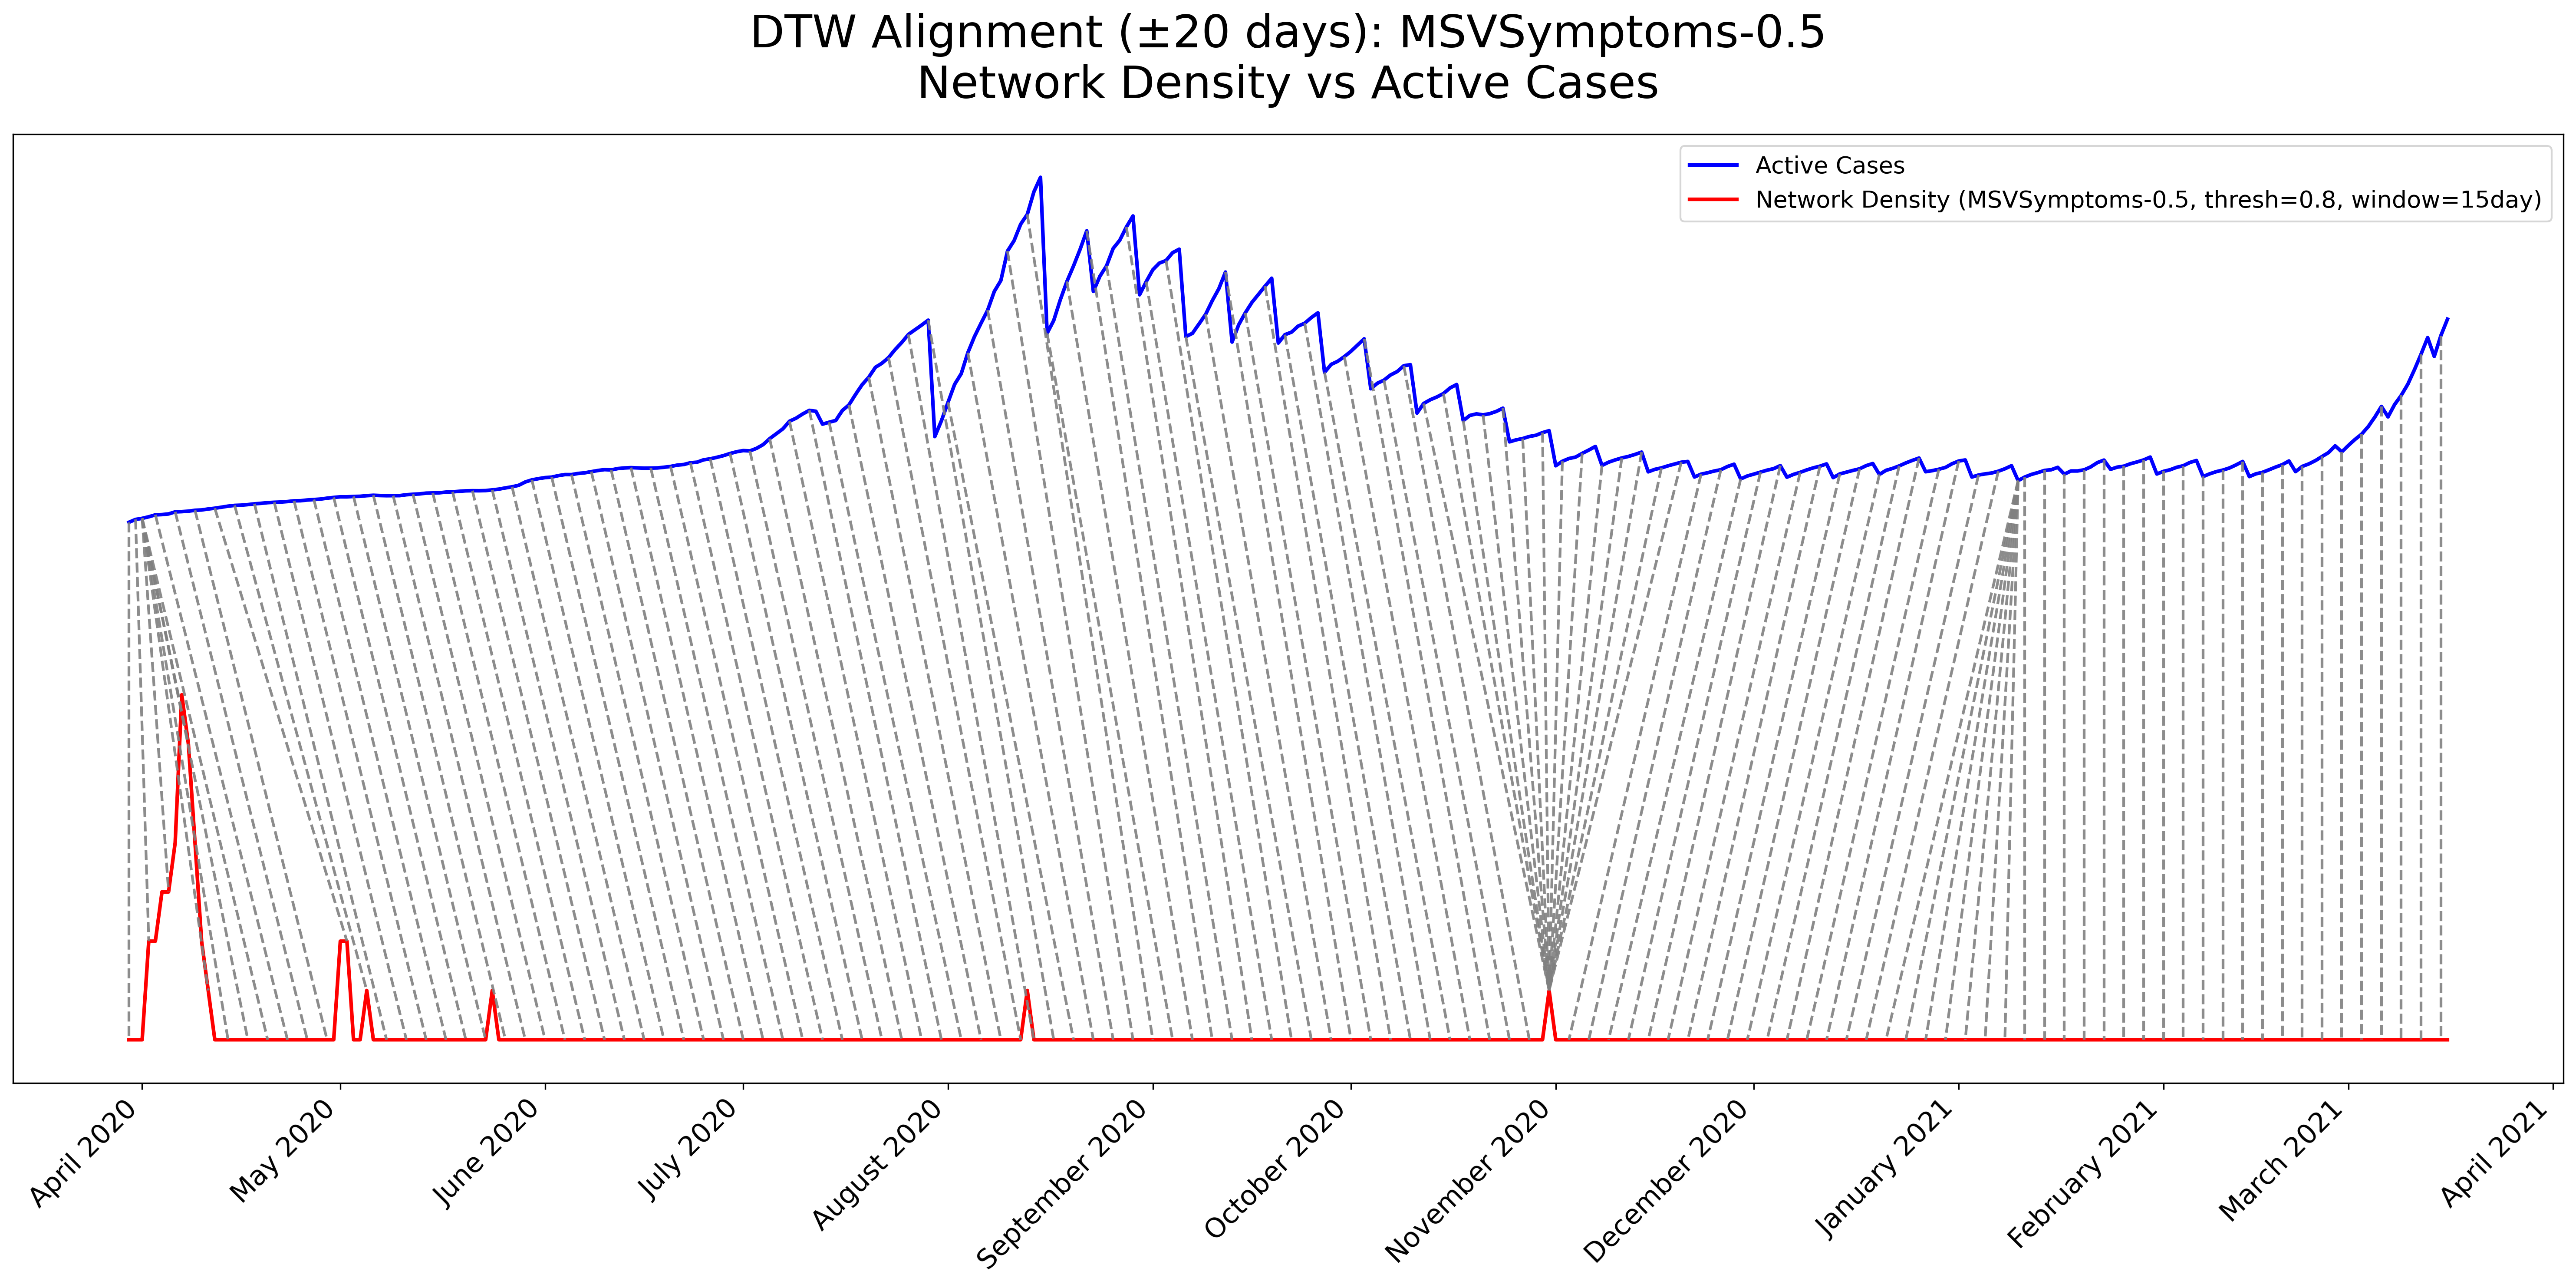 DTW Alignment (±20 days): MSVSymptoms-0.5
Network Density vs Active Cases
Active Cases
Network Density (MSVSymptoms-0.5, thresh=0.8, window=15day)
April 2020
May 2020
June 2020
July 2020
August 2020
September 2020
October 2020
November 2020
December 2020
January 2021
February 2021
March 2021
April 2021